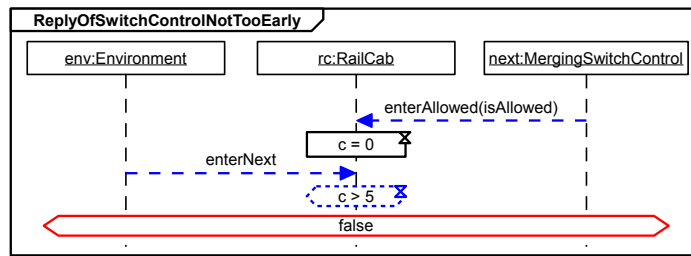 ReplyOfSwitchControlNotTooEarly
env:Environment rc:RailCab next:MergingSwitchControl
enterAllowed(isAllowed)
c = 0
enterNext
c > 5
false